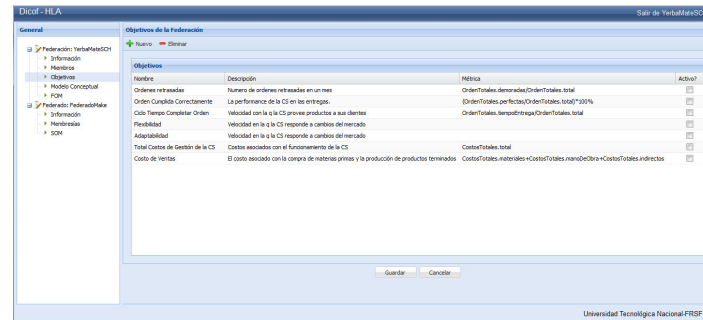 Dicof - HLA
Salir de YerbaMateSC
General
Federación: YerbaMateSCH
Información
Miembros
Objetivos
Modelo Conceptual
FOM
Federado: FederadoMake
Información
Membresías
SOM
Objetivos de la Federación
Nuevo Eliminar
Objetivos
Nombre Descripción Métrica Activo?
Ordenes retrasadas Numero de ordenes retrasadas en un mes OrdenTotales.demoradas/OrdenTotales.total
Orden Cumplida Correctamente La performance de la CS en las entregas. (OrdenTotales.perfectas/OrdenTotales.total)*100%
Ciclo Tiempo Completar Orden Velocidad con la q la CS provee productos a sus clientes OrdenTotales.tiempoEntrega/OrdenTotales.total
Flexibilidad Velocidad en la q la CS responde a cambios del mercado
Adaptabilidad Velocidad en la q la CS responde a cambios del mercado
Total Costos de Gestión de la CS Costos asociados con el funcionamiento de la CS CostosTotales.total
Costo de Ventas El costo asociado con la compra de materias primas y la producción de productos terminados CostosTotales.materiales+CostosTotales.manoDeObra+CostosTotales.indirectos
Guardar Cancelar
Universidad Tecnológica Nacional-FRSF